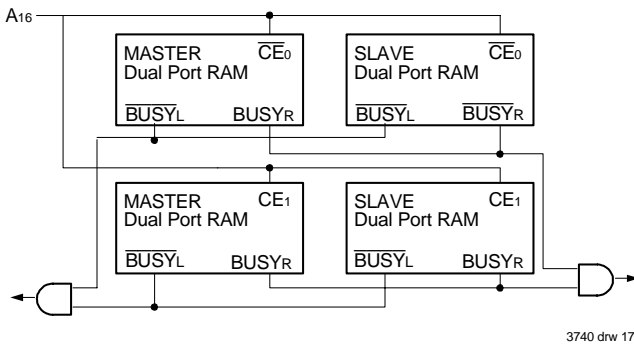 A16
MASTER CE0
Dual Port RAM
BUSYL BUSYR
SLAVE CE0
Dual Port RAM
BUSYL BUSYR
MASTER CE1
Dual Port RAM
BUSYL BUSYR
SLAVE CE1
Dual Port RAM
BUSYL BUSYR
3740 drw 17